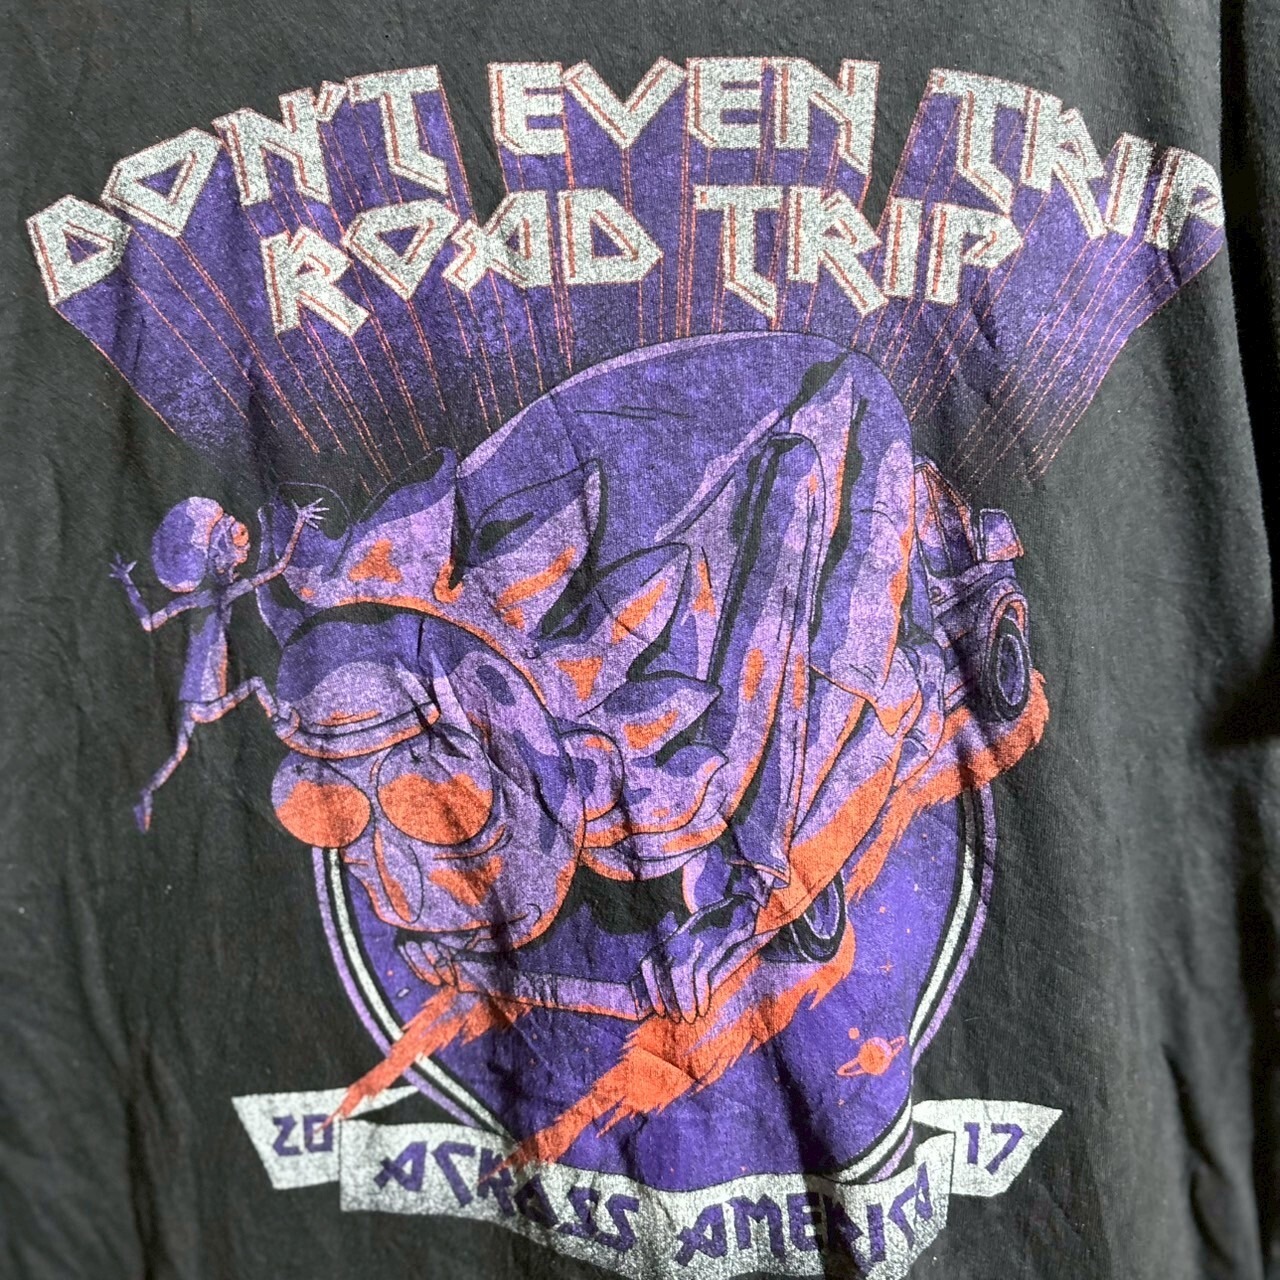 DON'T EVEN TRIP
ROAD TRIP
20 17
ACROSS AMERICA